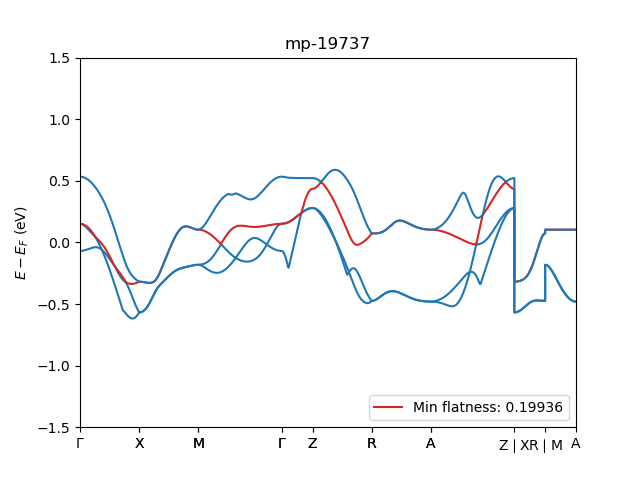 mp-19737
1.5
1.0
0.5
0.0
−0.5
−1.0
−1.5
E − E_F (eV)
Min flatness: 0.19936
Γ X M Γ Z R A Z | XR | M A